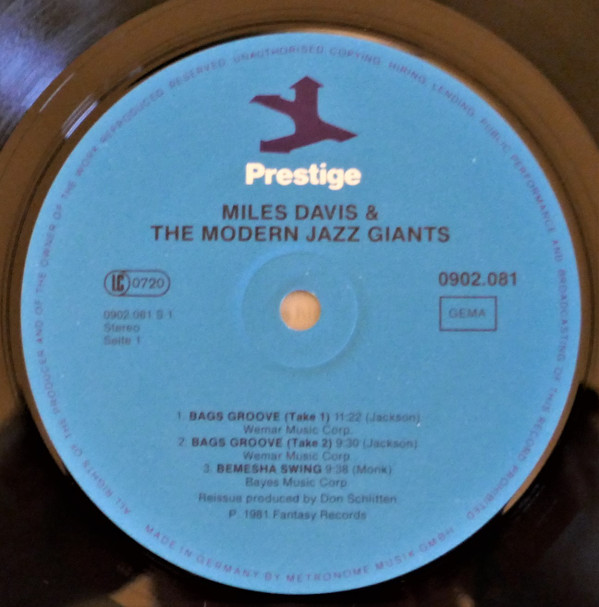 ALL RIGHTS OF THE PRODUCER AND OF THE OWNER OF THE WORK REPRODUCED RESERVED. UNAUTHORISED COPYING, HIRING, LENDING, PUBLIC PERFORMANCE AND BROADCASTING OF THIS RECORD PROHIBITED
Prestige
MILES DAVIS &
THE MODERN JAZZ GIANTS
LC 0720
0902.081
0902.081 S 1
Stereo
Seite 1
GEMA
1. BAGS GROOVE (Take 1) 11:22 (Jackson)
Wemar Music Corp.
2. BAGS GROOVE (Take 2) 9:30 (Jackson)
Wemar Music Corp.
3. BEMESHA SWING 9:38 (Monk)
Bayes Music Corp.
Reissue produced by Don Schlitten
P. 1981 Fantasy Records
MADE IN GERMANY BY METRONOME MUSIK GMBH